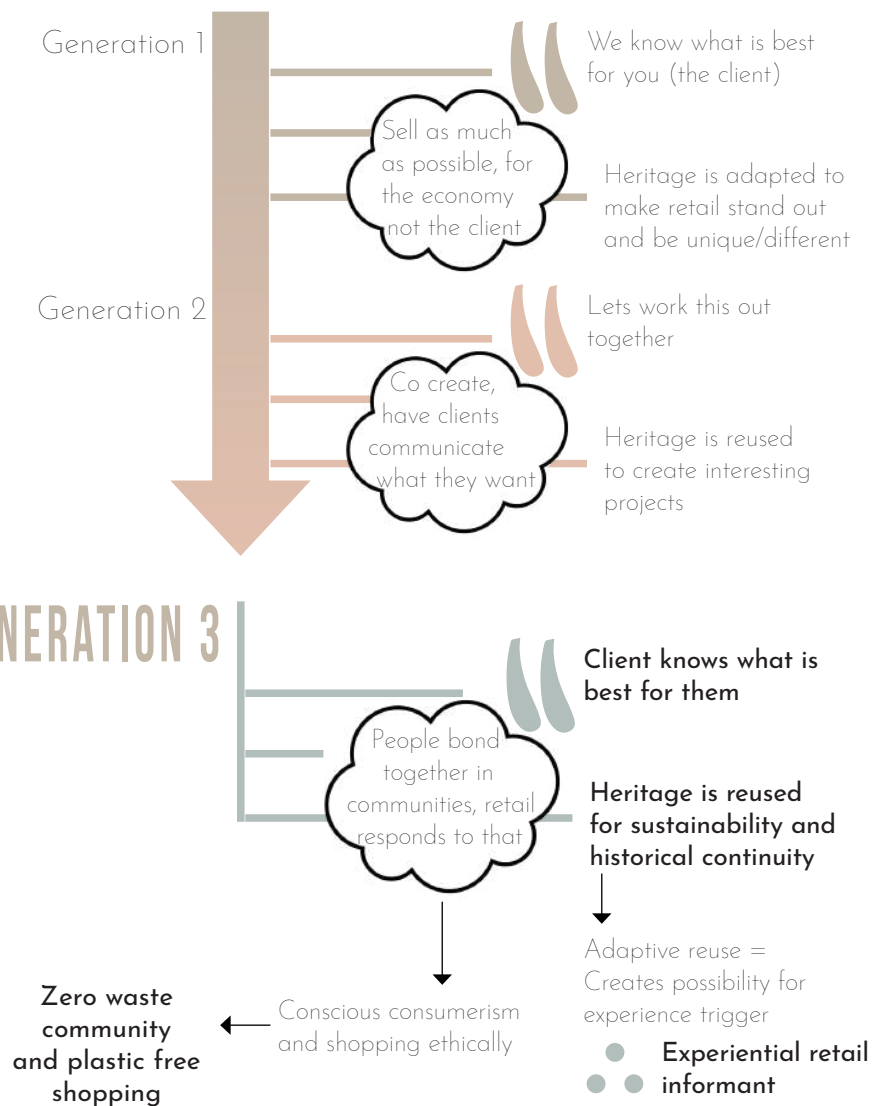 Generation 1
We know what is best
for you (the client)
Sell as much
as possible, for
the economy
not the client
Heritage is adapted to
make retail stand out
and be unique/different
Generation 2
Lets work this out
together
Co create,
have clients
communicate
what they want
Heritage is reused
to create interesting
projects
NERATION 3
Client knows what is
best for them
People bond
together in
communities, retail
responds to that
Heritage is reused
for sustainability and
historical continuity
Adaptive reuse =
Creates possibility for
experience trigger
Conscious consumerism
and shopping ethically
Zero waste
community
and plastic free
shopping
Experiential retail
informant